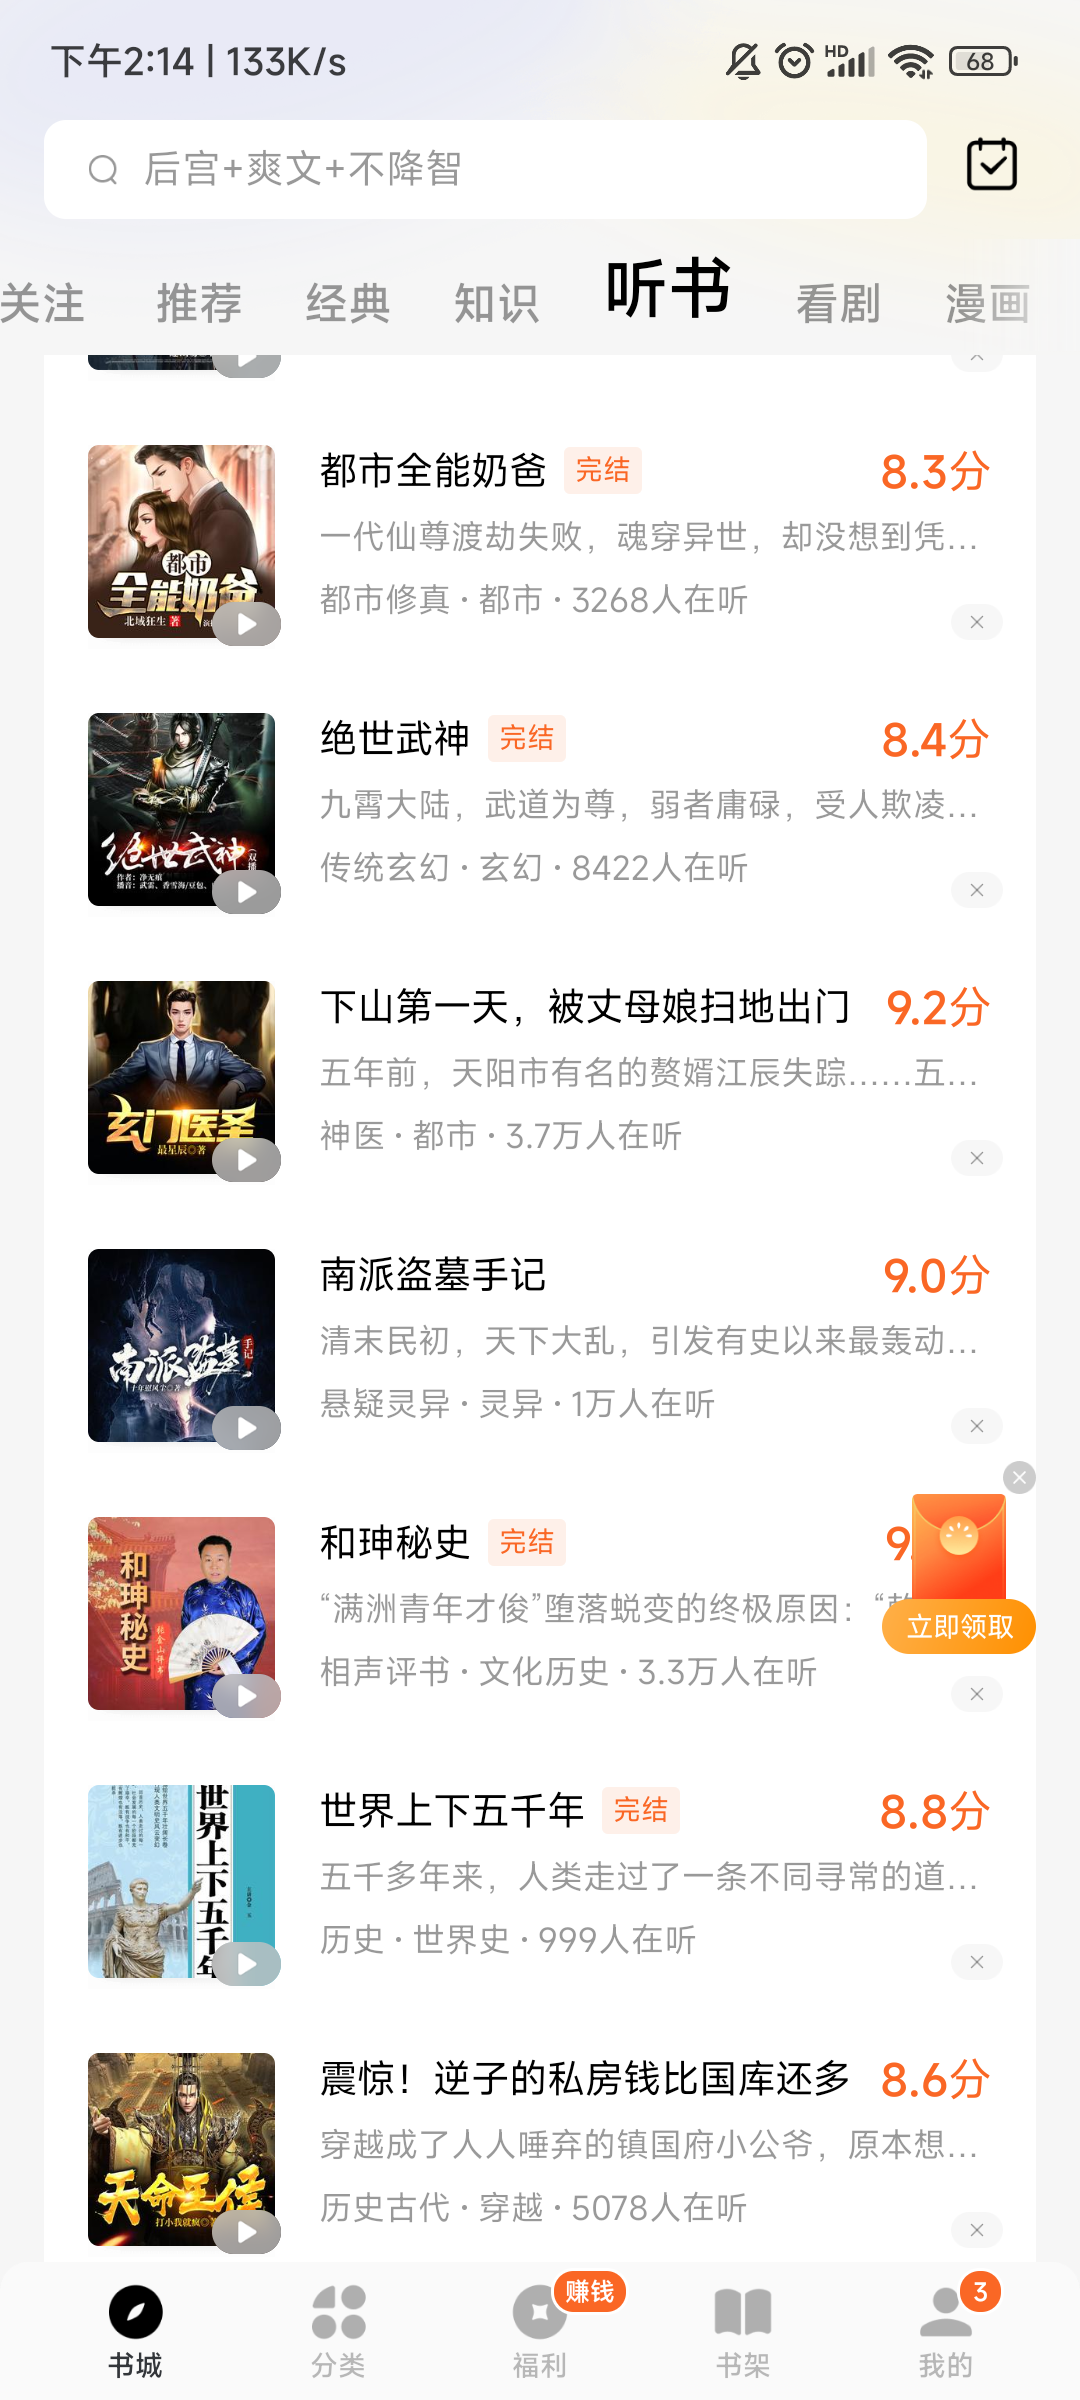 下午2:14 | 133K/s
HD
68
后宫+爽文+不降智
关注 推荐 经典 知识 听书 看剧 漫画
都市全能奶爸 完结 8.3分
一代仙尊渡劫失败，魂穿异世，却没想到凭...
都市修真 · 都市 · 3268人在听
都市
全能奶爸
北域狂生 著
绝世武神 完结 8.4分
九霄大陆，武道为尊，弱者庸碌，受人欺凌...
传统玄幻 · 玄幻 · 8422人在听
绝世武神
作者：净无痕
下山第一天，被丈母娘扫地出门 9.2分
五年前，天阳市有名的赘婿江辰失踪……五...
神医 · 都市 · 3.7万人在听
玄门医圣
最星辰◎著
南派盗墓手记 9.0分
清末民初，天下大乱，引发有史以来最轰动...
悬疑灵异 · 灵异 · 1万人在听
南派盗墓
手记
和珅秘史 完结 9.
“满洲青年才俊”堕落蜕变的终极原因：“
相声评书 · 文化历史 · 3.3万人在听
和珅秘史
张金山评书
立即领取
世界上下五千年 完结 8.8分
五千多年来，人类走过了一条不同寻常的道...
历史 · 世界史 · 999人在听
世界上下五千年
震惊！逆子的私房钱比国库还多 8.6分
穿越成了人人唾弃的镇国府小公爷，原本想...
历史古代 · 穿越 · 5078人在听
天命王侯
打小我就疯◎
赚钱
3
书城 分类 福利 书架 我的